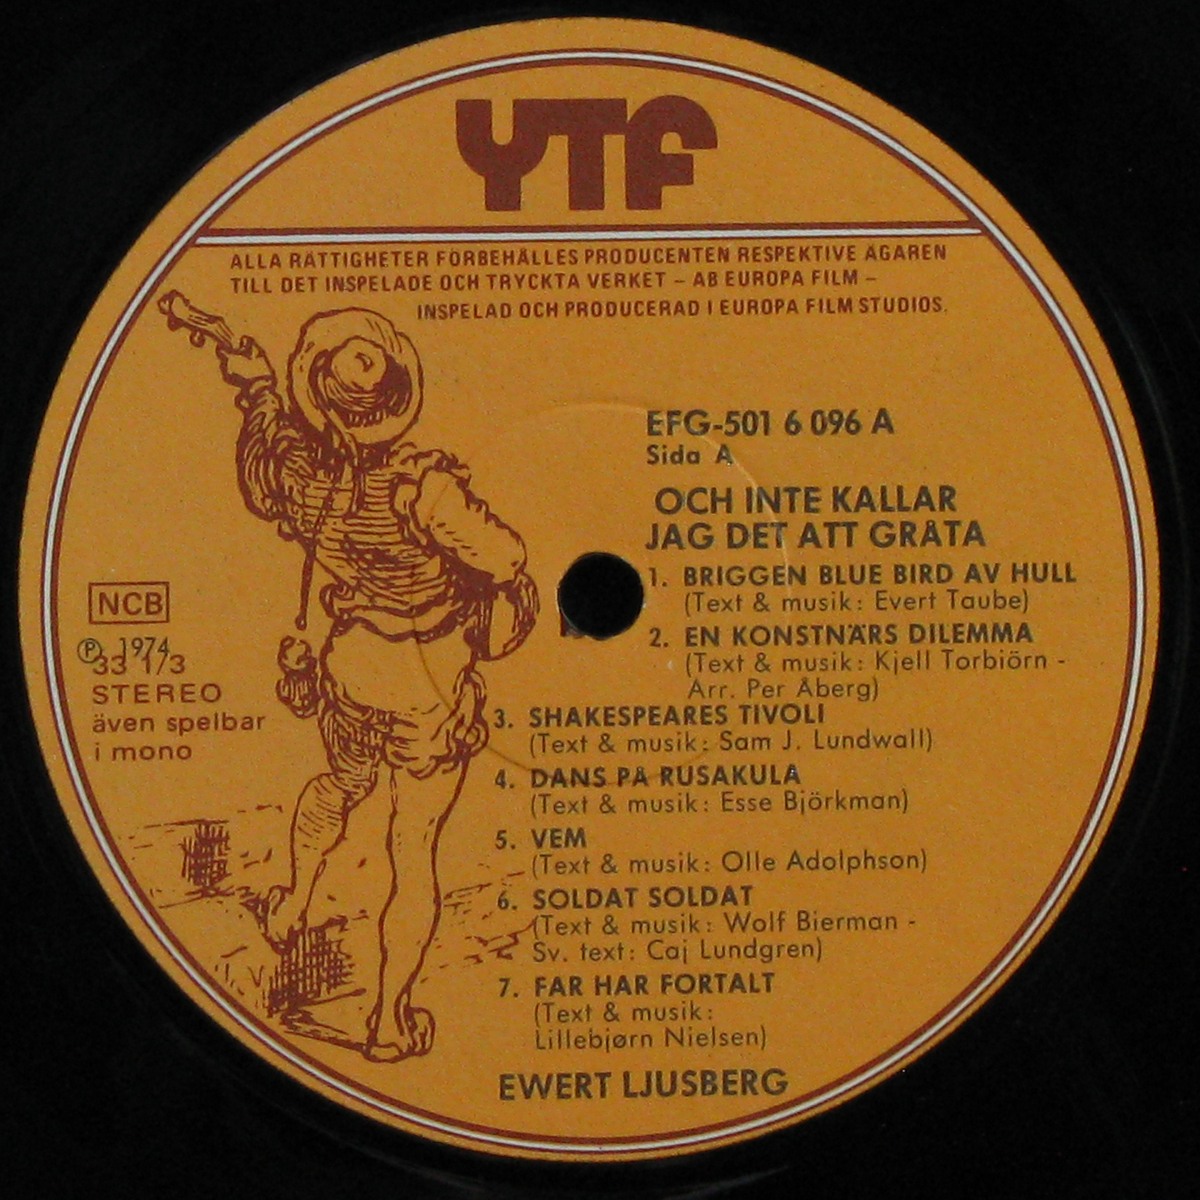 YTF
ALLA RÄTTIGHETER FÖRBEHÅLLES PRODUCENTEN RESPEKTIVE ÄGAREN
TILL DET INSPELADE OCH TRYCKTA VERKET – AB EUROPA FILM –
INSPELAD OCH PRODUCERAD I EUROPA FILM STUDIOS.
EFG-501 6 096 A
Sida A
OCH INTE KALLAR
JAG DET ATT GRÅTA
1. BRIGGEN BLUE BIRD AV HULL
(Text & musik: Evert Taube)
2. EN KONSTNÄRS DILEMMA
(Text & musik: Kjell Torbiörn -
Arr. Per Åberg)
3. SHAKESPEARES TIVOLI
(Text & musik: Sam J. Lundwall)
4. DANS PÅ RUSAKULA
(Text & musik: Esse Björkman)
5. VEM
(Text & musik: Olle Adolphson)
6. SOLDAT SOLDAT
(Text & musik: Wolf Bierman -
Sv. text: Caj Lundgren)
7. FAR HAR FORTALT
(Text & musik:
Lillebjørn Nielsen)
EWERT LJUSBERG
NCB
℗ 1974
33 1/3
STEREO
även spelbar
i mono